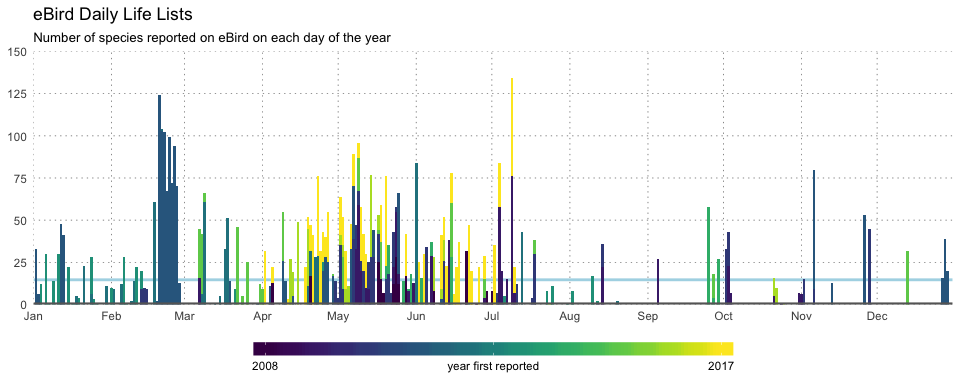 eBird Daily Life Lists
Number of species reported on eBird on each day of the year
150
125
100
75
50
25
0
Jan Feb Mar Apr May Jun Jul Aug Sep Oct Nov Dec
2008 year first reported 2017